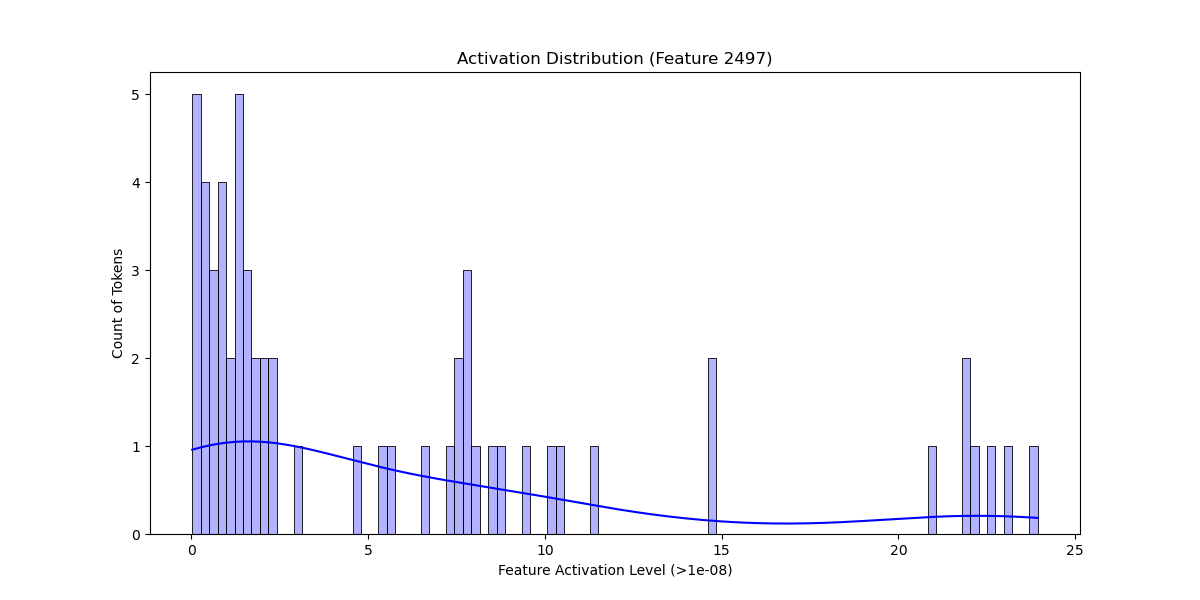 Activation Distribution (Feature 2497)
5
4
3
2
1
0
Count of Tokens
0 5 10 15 20 25
Feature Activation Level (>1e-08)